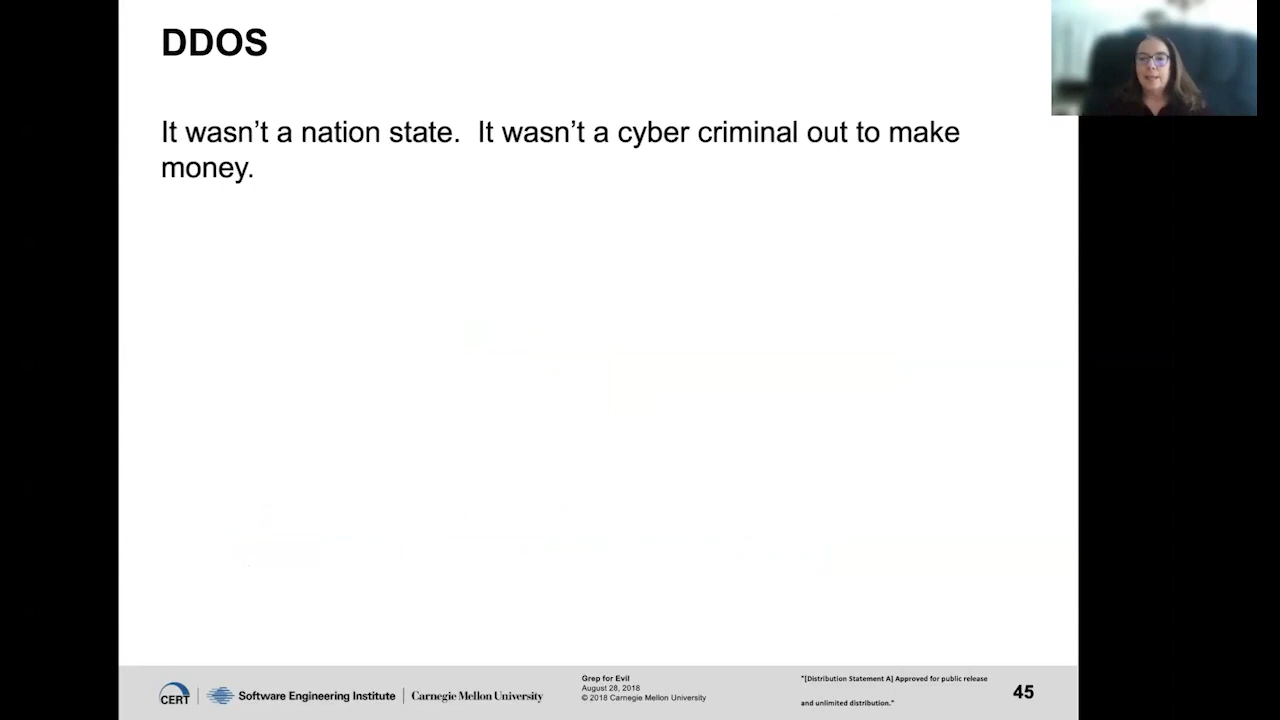 DDOS
It wasn’t a nation state.  It wasn’t a cyber criminal out to make
money.
CERT
Software Engineering Institute
Carnegie Mellon University
Grep for Evil
August 28, 2018
© 2018 Carnegie Mellon University
"[Distribution Statement A] Approved for public release
and unlimited distribution."
45